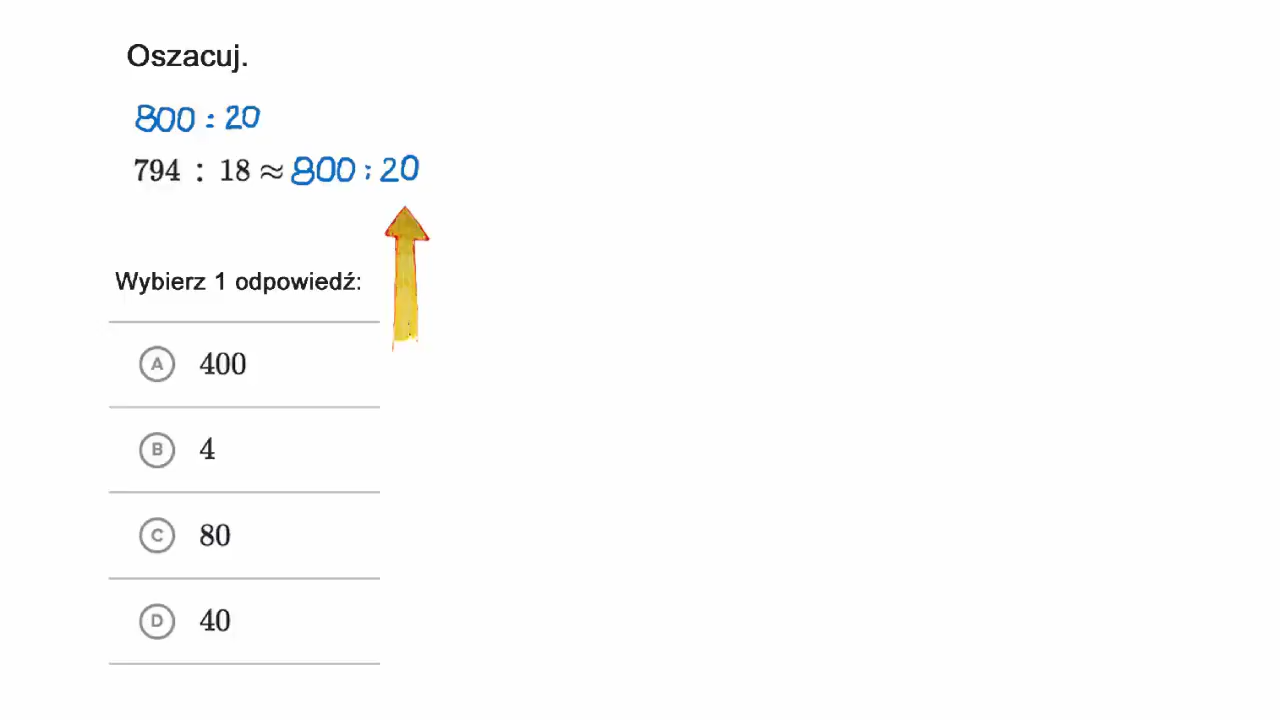 Oszacuj.
800 : 20
794 : 18 ≈ 800 : 20
Wybierz 1 odpowiedź:
A 400
B 4
C 80
D 40